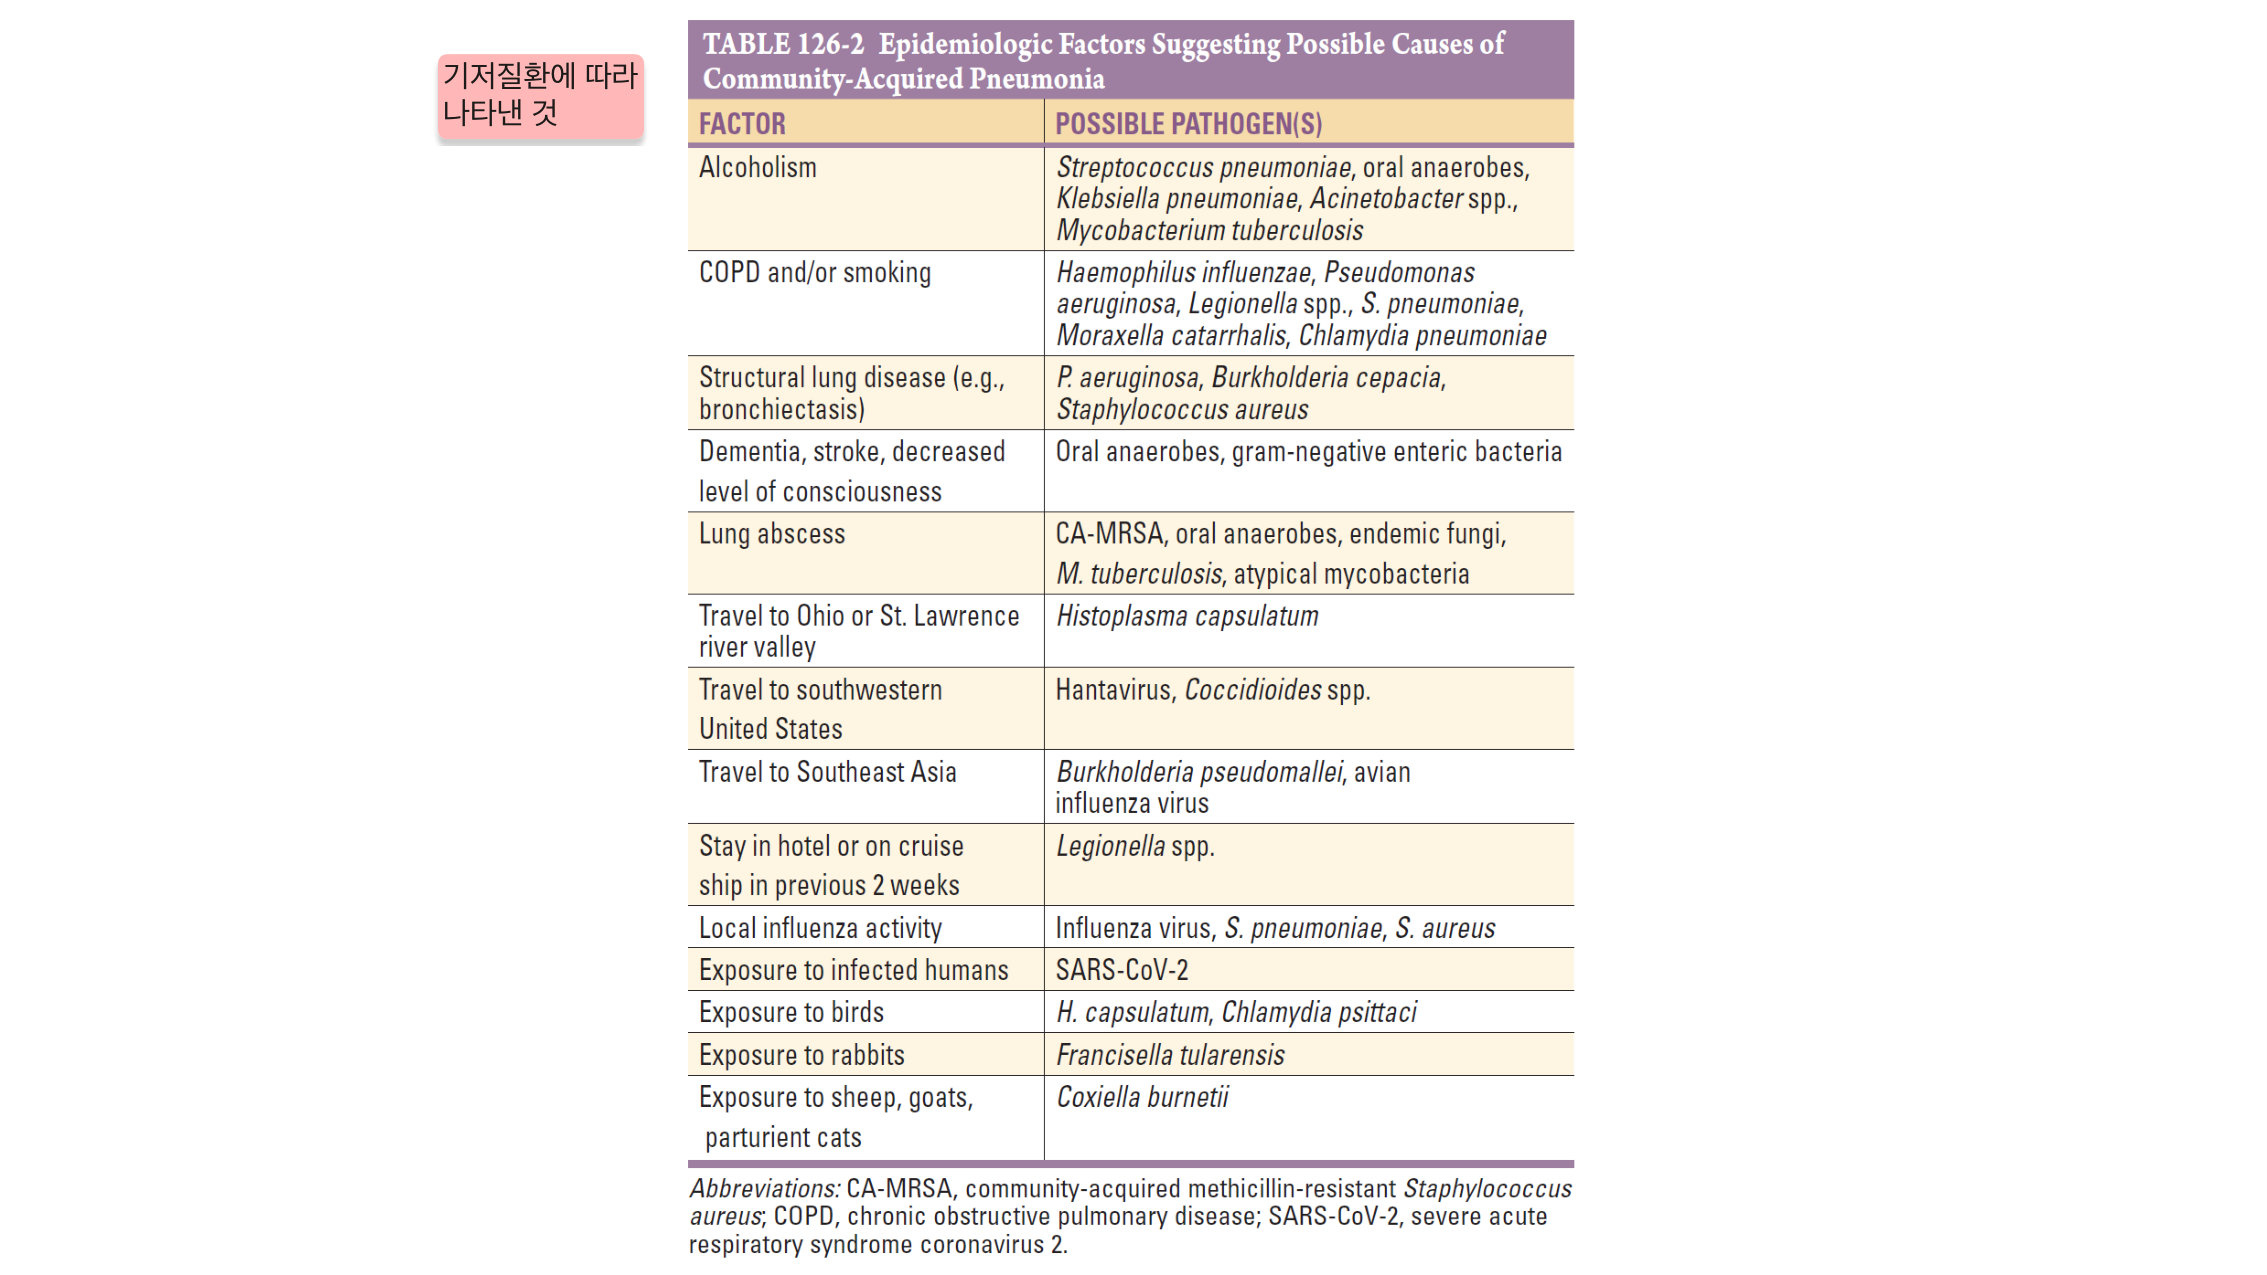 기저질환에 따라
나타낸 것
TABLE 126-2 Epidemiologic Factors Suggesting Possible Causes of
Community-Acquired Pneumonia
FACTOR POSSIBLE PATHOGEN(S)
Alcoholism Streptococcus pneumoniae, oral anaerobes,
Klebsiella pneumoniae, Acinetobacter spp.,
Mycobacterium tuberculosis
COPD and/or smoking Haemophilus influenzae, Pseudomonas
aeruginosa, Legionella spp., S. pneumoniae,
Moraxella catarrhalis, Chlamydia pneumoniae
Structural lung disease (e.g., P. aeruginosa, Burkholderia cepacia,
bronchiectasis) Staphylococcus aureus
Dementia, stroke, decreased Oral anaerobes, gram-negative enteric bacteria
level of consciousness
Lung abscess CA-MRSA, oral anaerobes, endemic fungi,
M. tuberculosis, atypical mycobacteria
Travel to Ohio or St. Lawrence Histoplasma capsulatum
river valley
Travel to southwestern Hantavirus, Coccidioides spp.
United States
Travel to Southeast Asia Burkholderia pseudomallei, avian
influenza virus
Stay in hotel or on cruise Legionella spp.
ship in previous 2 weeks
Local influenza activity Influenza virus, S. pneumoniae, S. aureus
Exposure to infected humans SARS-CoV-2
Exposure to birds H. capsulatum, Chlamydia psittaci
Exposure to rabbits Francisella tularensis
Exposure to sheep, goats, Coxiella burnetii
parturient cats
Abbreviations: CA-MRSA, community-acquired methicillin-resistant Staphylococcus
aureus; COPD, chronic obstructive pulmonary disease; SARS-CoV-2, severe acute
respiratory syndrome coronavirus 2.